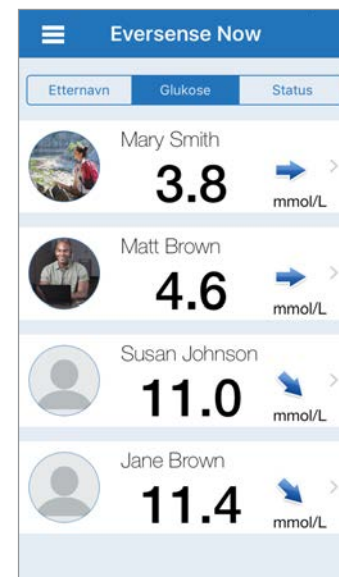 Eversense Now
Etternavn Glukose Status
Mary Smith
3.8 mmol/L
Matt Brown
4.6 mmol/L
Susan Johnson
11.0 mmol/L
Jane Brown
11.4 mmol/L